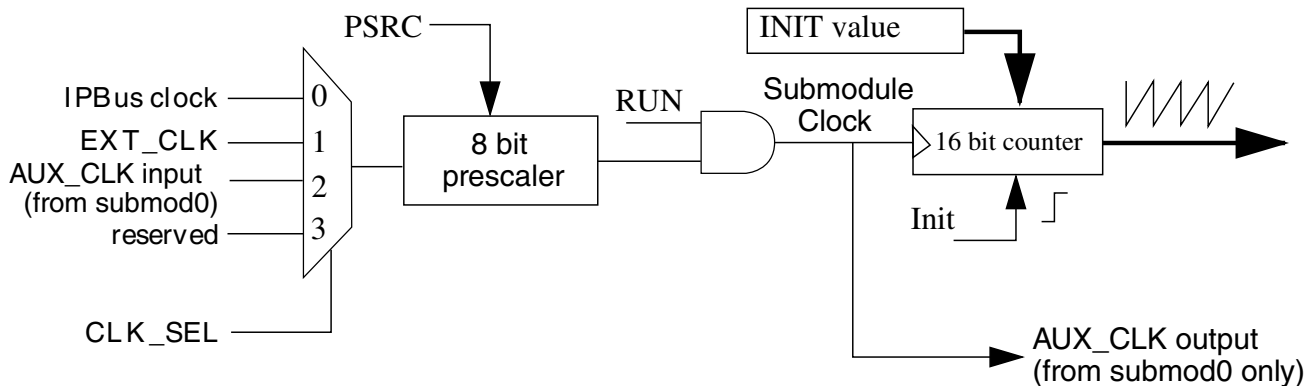 PSRC
INIT value
IPBus clock
0
EXT_CLK
1
AUX_CLK input
(from submod0)
2
reserved
3
CLK_SEL
8 bit
prescaler
RUN
Submodule
Clock
16 bit counter
Init
AUX_CLK output
(from submod0 only)